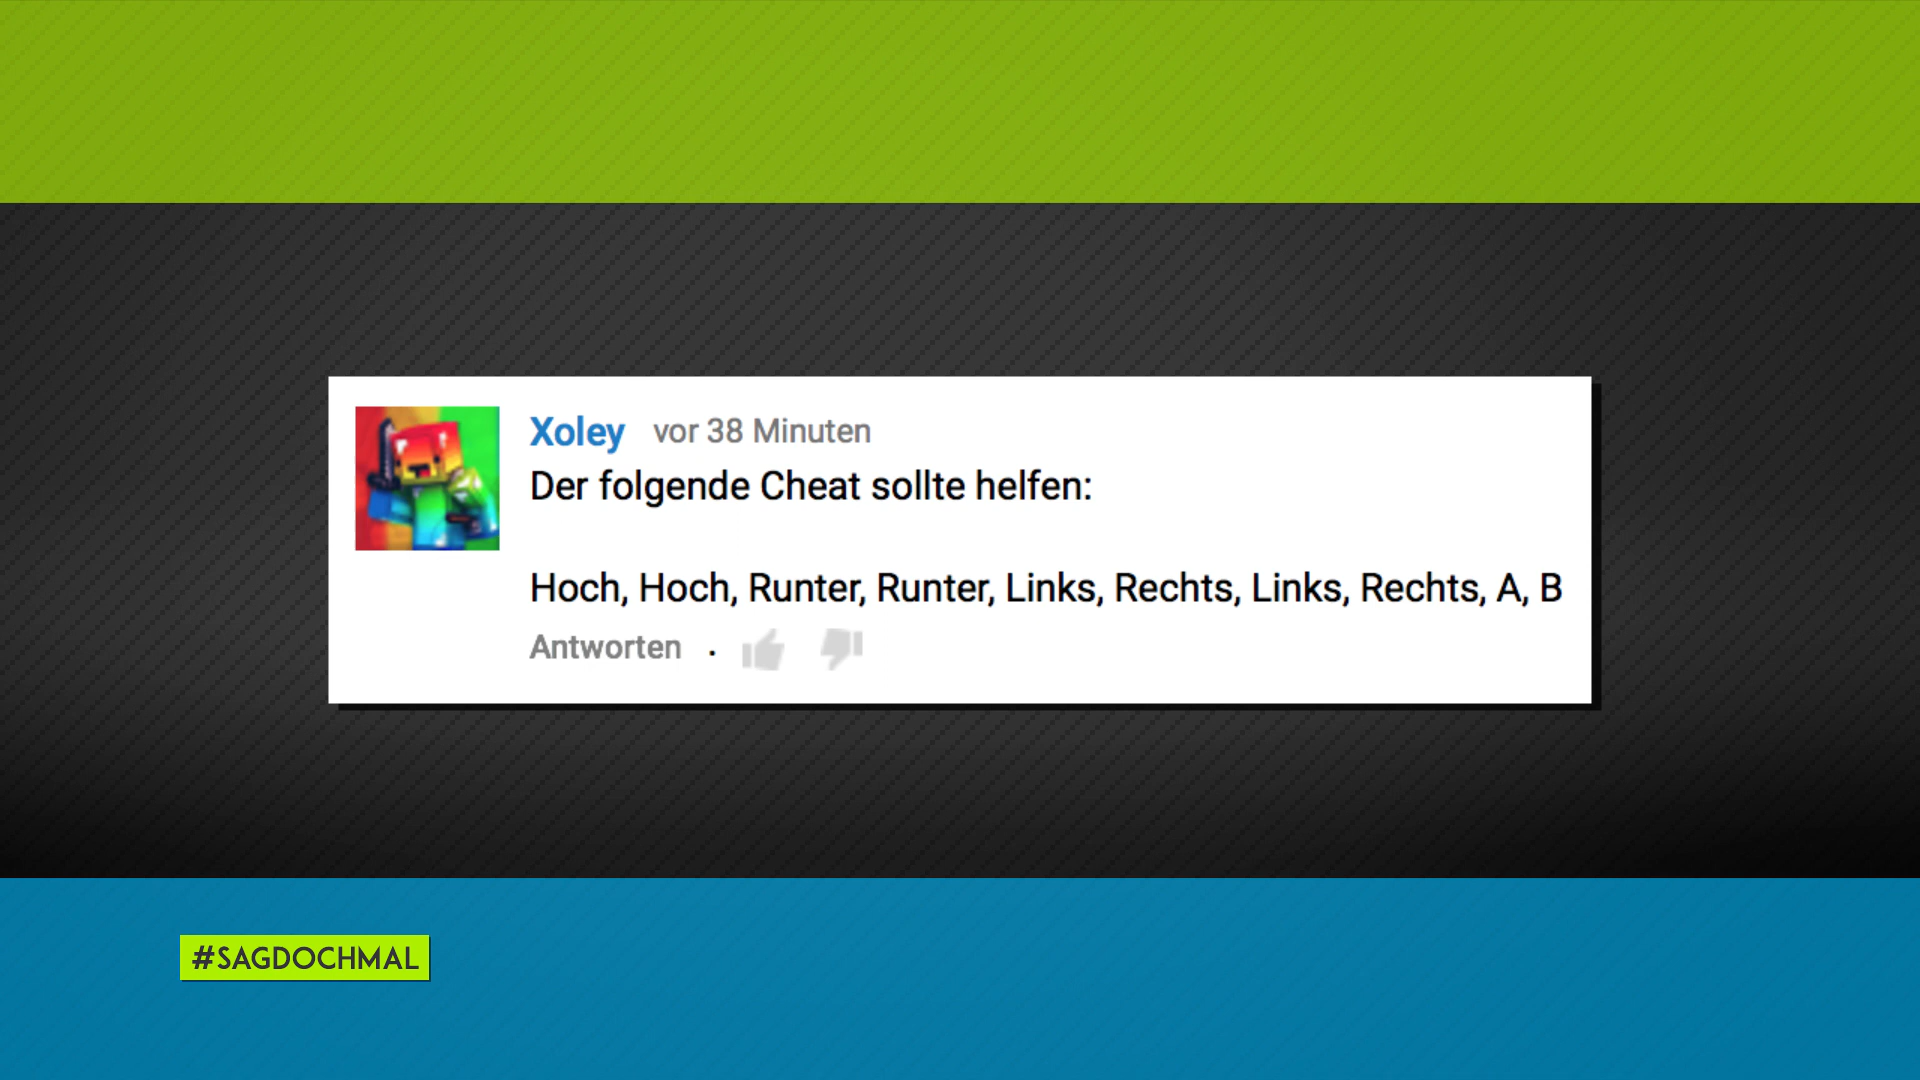 Xoley vor 38 Minuten
Der folgende Cheat sollte helfen:
Hoch, Hoch, Runter, Runter, Links, Rechts, Links, Rechts, A, B
Antworten .
#SAGDOCHMAL